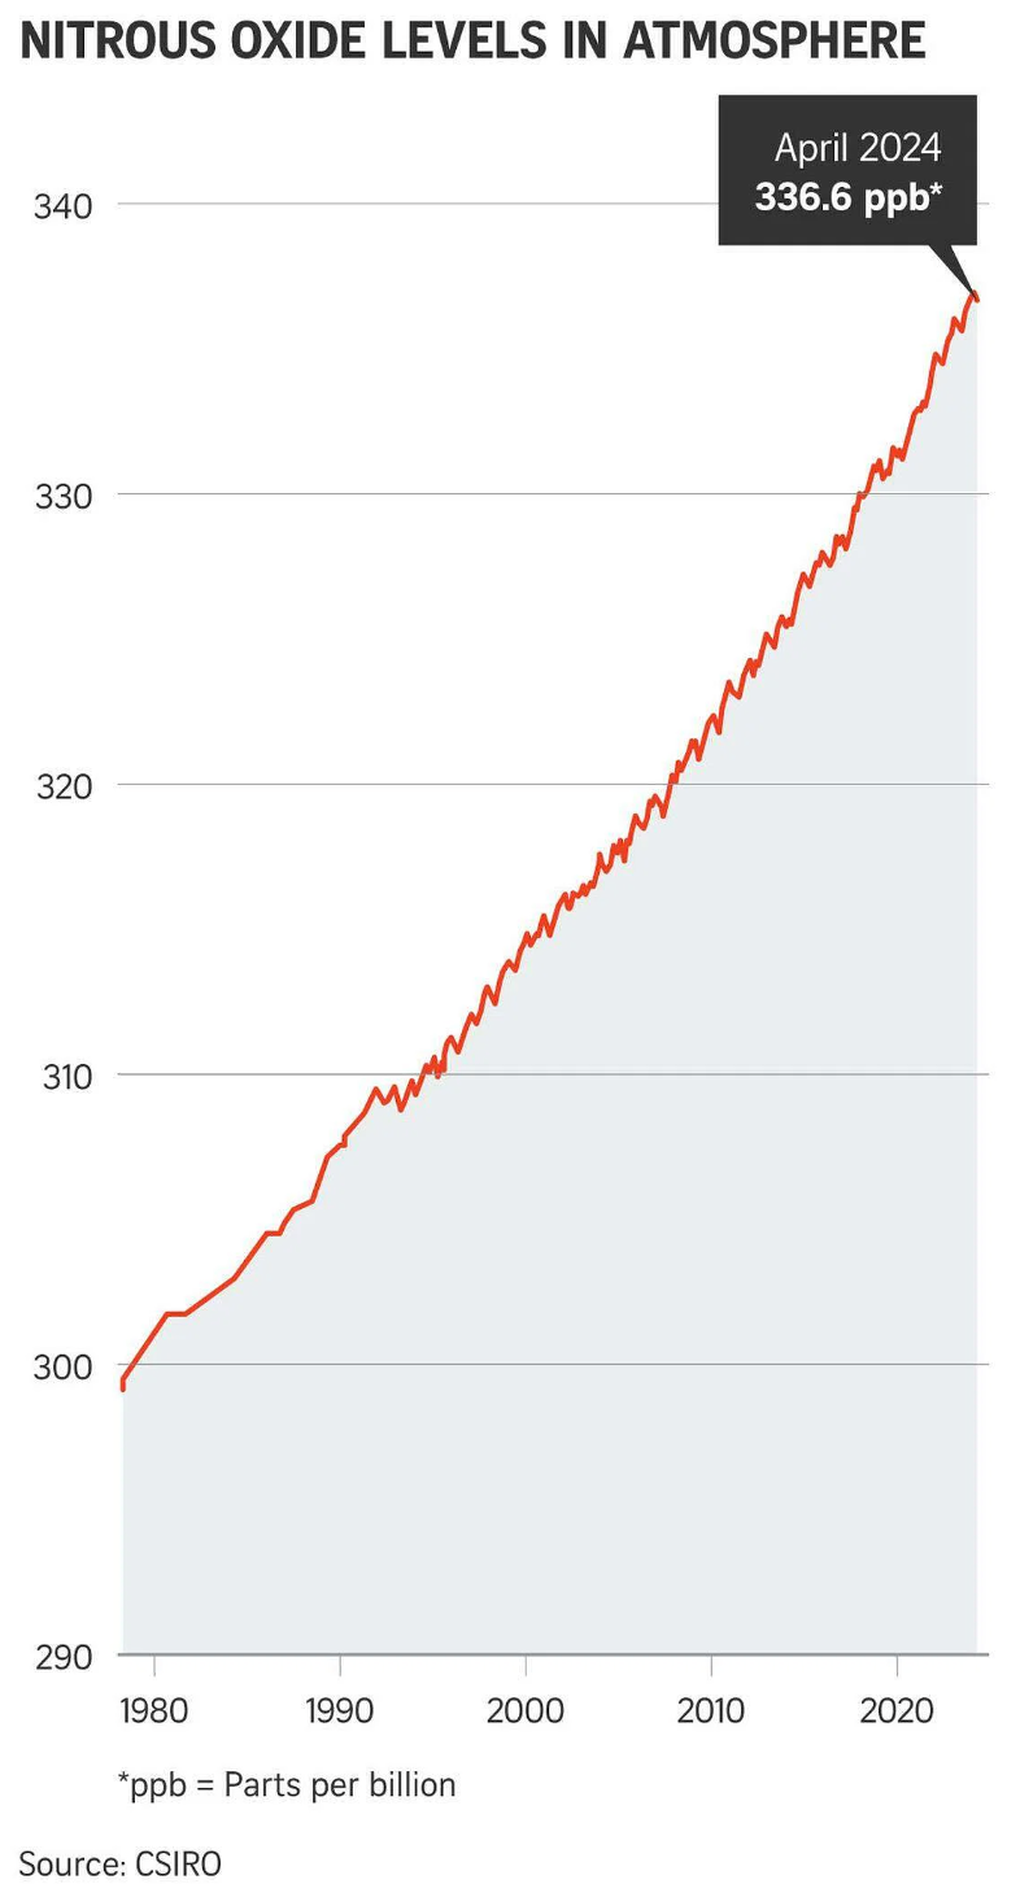 NITROUS OXIDE LEVELS IN ATMOSPHERE
April 2024
336.6 ppb*
340
330
320
310
300
290
1980 1990 2000 2010 2020
*ppb = Parts per billion
Source: CSIRO